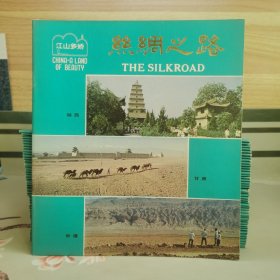 江山多娇
CHINA-A LAND
OF BEAUTY
丝绸之路
THE SILKROAD
陕西
甘肃
新疆